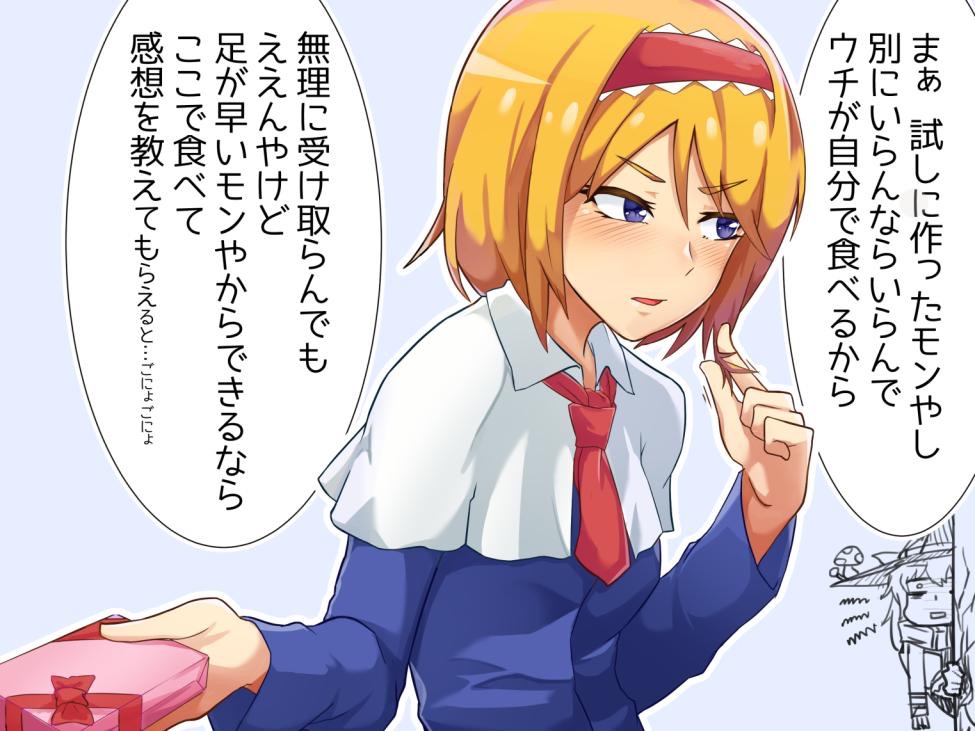 まぁ 試しに作ったモンやし
別にいらんならいらんで
ウチが自分で食べるから
無理に受け取らんでも
ええんやけど
足が早いモンやからできるなら
ここで食べて
感想を教えてもらえると…ごにょごにょ